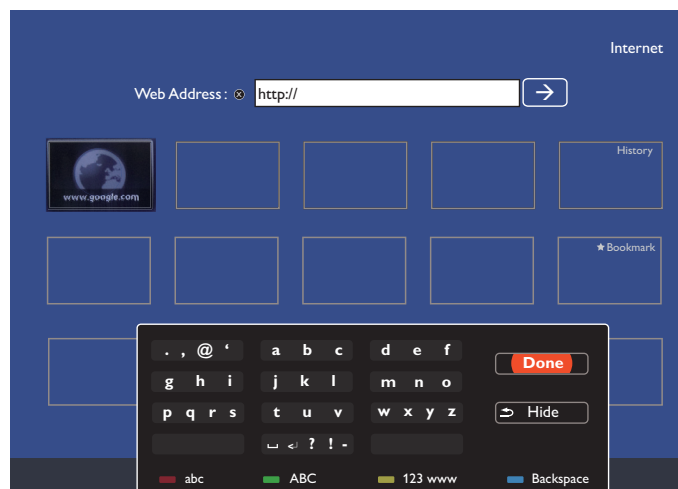 Internet
Web Address : http:// →
www.google.com
History
★ Bookmark
. , @ ‘ a b c d e f
Done
g h i j k l m n o
p q r s t u v w x y z
Hide
␣ ↵ ? ! -
abc ABC 123 www Backspace